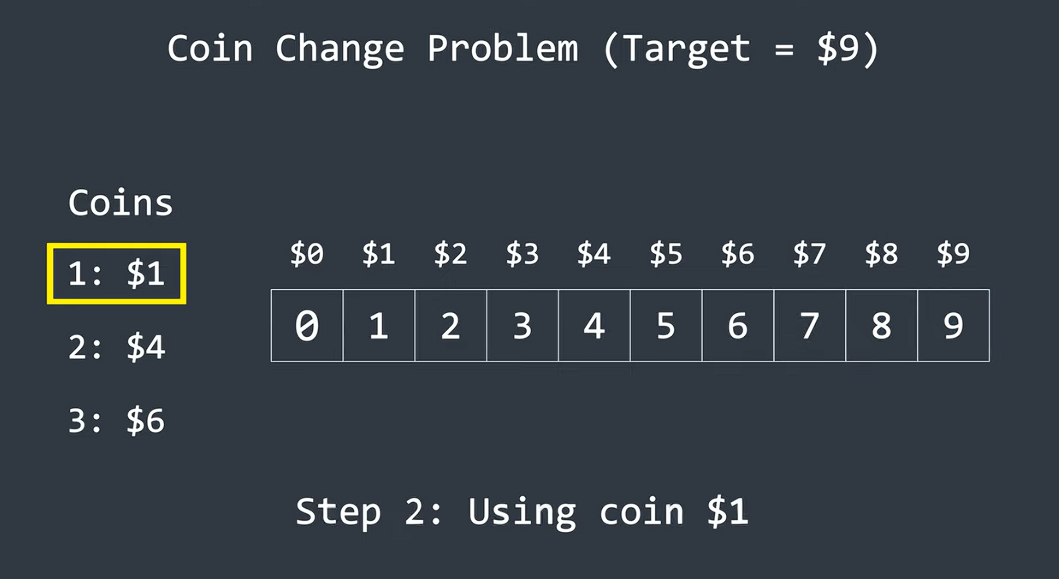 Coin Change Problem (Target = $9)
Coins
1: $1
2: $4
3: $6
$0 $1 $2 $3 $4 $5 $6 $7 $8 $9
0 1 2 3 4 5 6 7 8 9
Step 2: Using coin $1